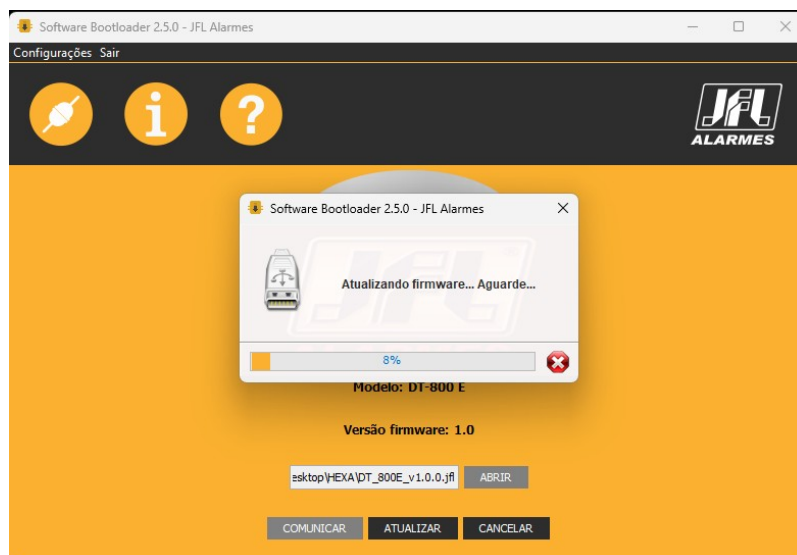 Software Bootloader 2.5.0 - JFL Alarmes
Configurações Sair
i ?
JFL
ALARMES
Software Bootloader 2.5.0 - JFL Alarmes
Atualizando firmware... Aguarde...
8%
Modelo: DT-800 E
Versão firmware: 1.0
esktop\HEXA\DT_800E_v1.0.0.jfl ABRIR
COMUNICAR ATUALIZAR CANCELAR